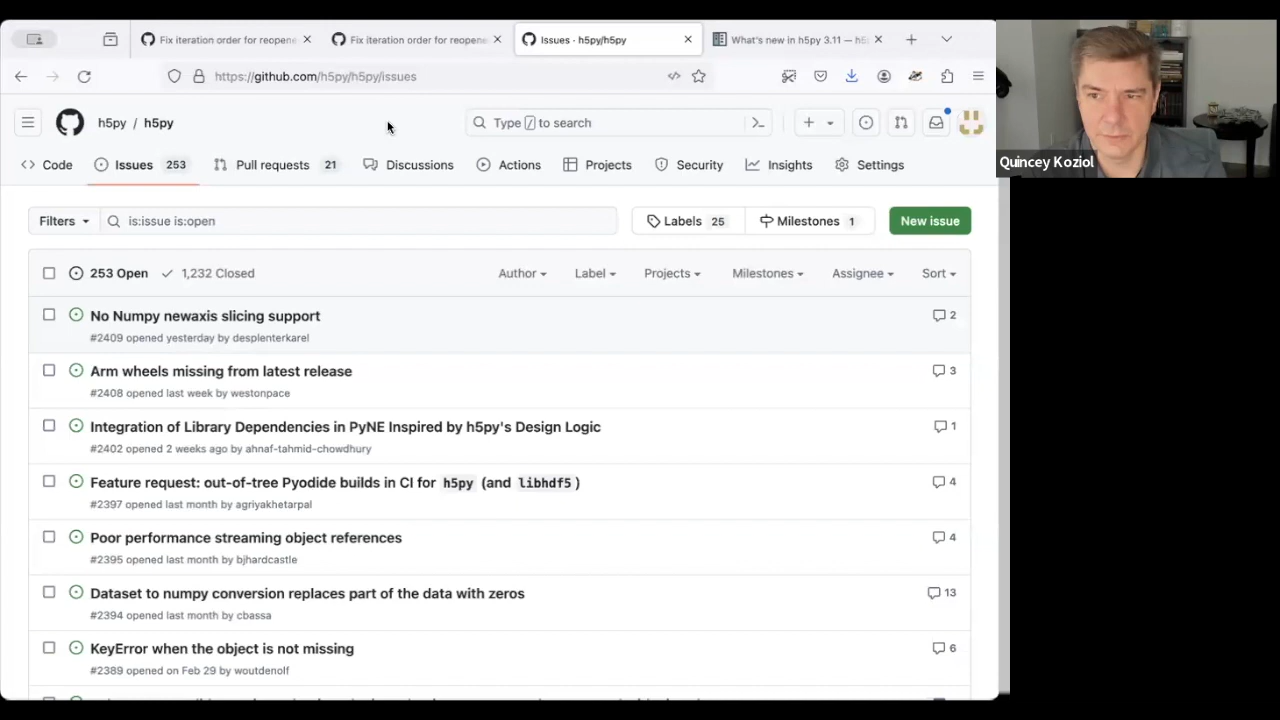 Fix iteration order for reopene
Fix iteration order for reopene
Issues · h5py/h5py
What's new in h5py 3.11 — h5
https://github.com/h5py/h5py/issues
h5py / h5py
Type / to search
Code
Issues 253
Pull requests 21
Discussions
Actions
Projects
Security
Insights
Settings
Quincey Koziol
Filters
is:issue is:open
Labels 25
Milestones 1
New issue
253 Open
1,232 Closed
Author
Label
Projects
Milestones
Assignee
Sort
No Numpy newaxis slicing support
2
#2409 opened yesterday by desplenterkarel
Arm wheels missing from latest release
3
#2408 opened last week by westonpace
Integration of Library Dependencies in PyNE Inspired by h5py's Design Logic
1
#2402 opened 2 weeks ago by ahnaf-tahmid-chowdhury
Feature request: out-of-tree Pyodide builds in CI for h5py (and libhdf5 )
4
#2397 opened last month by agriyakhetarpal
Poor performance streaming object references
4
#2395 opened last month by bjhardcastle
Dataset to numpy conversion replaces part of the data with zeros
13
#2394 opened last month by cbassa
KeyError when the object is not missing
6
#2389 opened on Feb 29 by woutdenolf